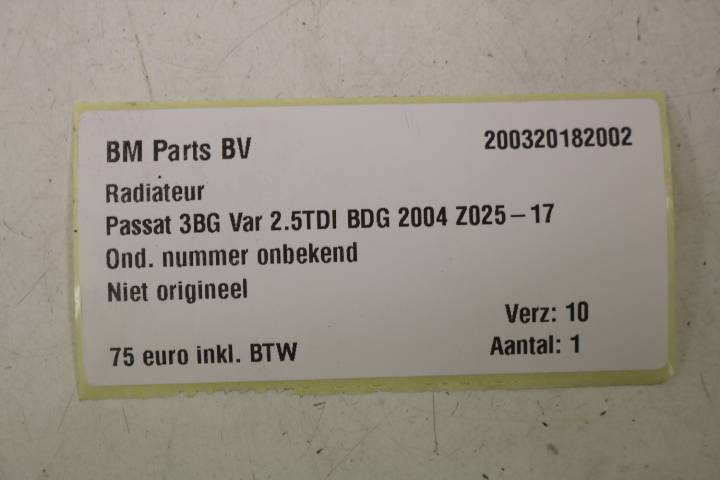 BM Parts BV
200320182002
Radiateur
Passat 3BG Var 2.5TDI BDG 2004 Z025-17
Ond. nummer onbekend
Niet origineel
Verz: 10
75 euro inkl. BTW
Aantal: 1